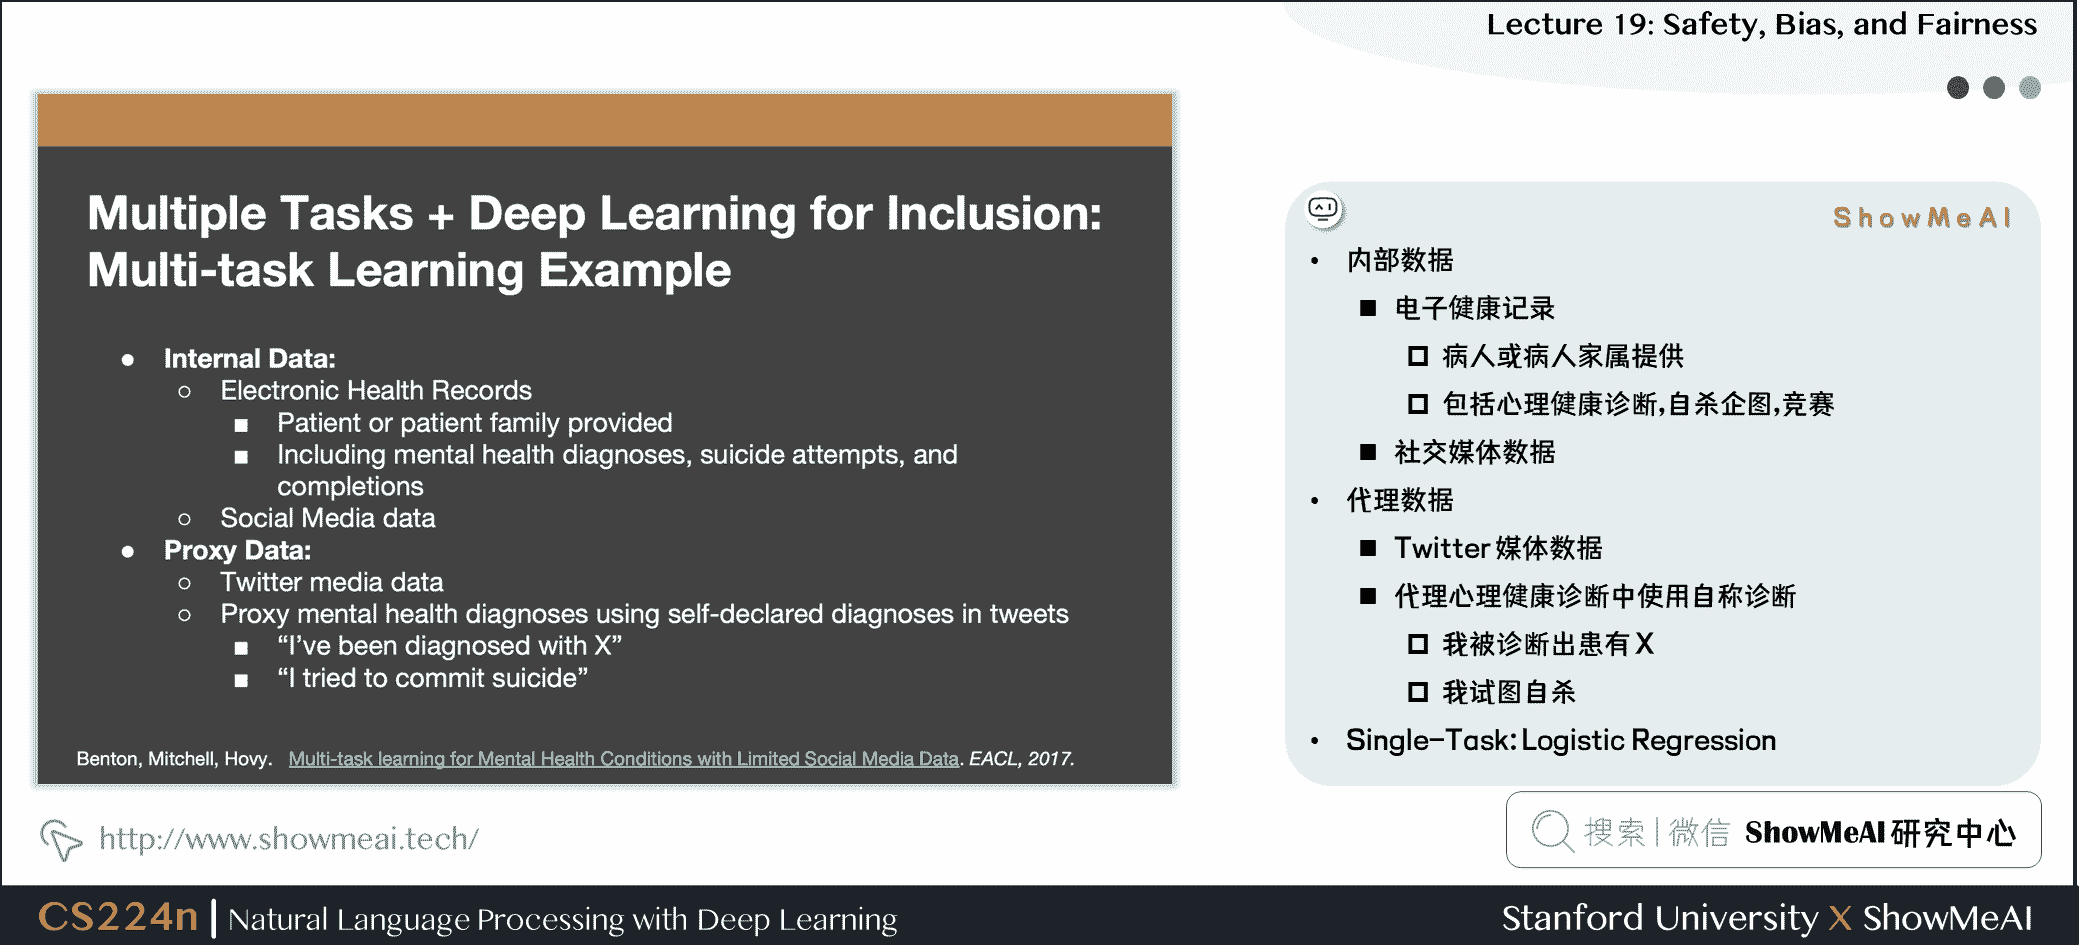 Lecture 19: Safety, Bias, and Fairness
Multiple Tasks + Deep Learning for Inclusion:
Multi-task Learning Example
● Internal Data:
○ Electronic Health Records
■ Patient or patient family provided
■ Including mental health diagnoses, suicide attempts, and
completions
○ Social Media data
● Proxy Data:
○ Twitter media data
○ Proxy mental health diagnoses using self-declared diagnoses in tweets
■ “I’ve been diagnosed with X”
■ “I tried to commit suicide”
Benton, Mitchell, Hovy. Multi-task learning for Mental Health Conditions with Limited Social Media Data. EACL, 2017.
ShowMeAI
• 内部数据
■ 电子健康记录
□ 病人或病人家属提供
□ 包括心理健康诊断,自杀企图,竞赛
■ 社交媒体数据
• 代理数据
■ Twitter媒体数据
■ 代理心理健康诊断中使用自称诊断
□ 我被诊断出患有X
□ 我试图自杀
• Single-Task: Logistic Regression
http://www.showmeai.tech/
搜索 | 微信 ShowMeAI 研究中心
CS224n | Natural Language Processing with Deep Learning
Stanford University X ShowMeAI